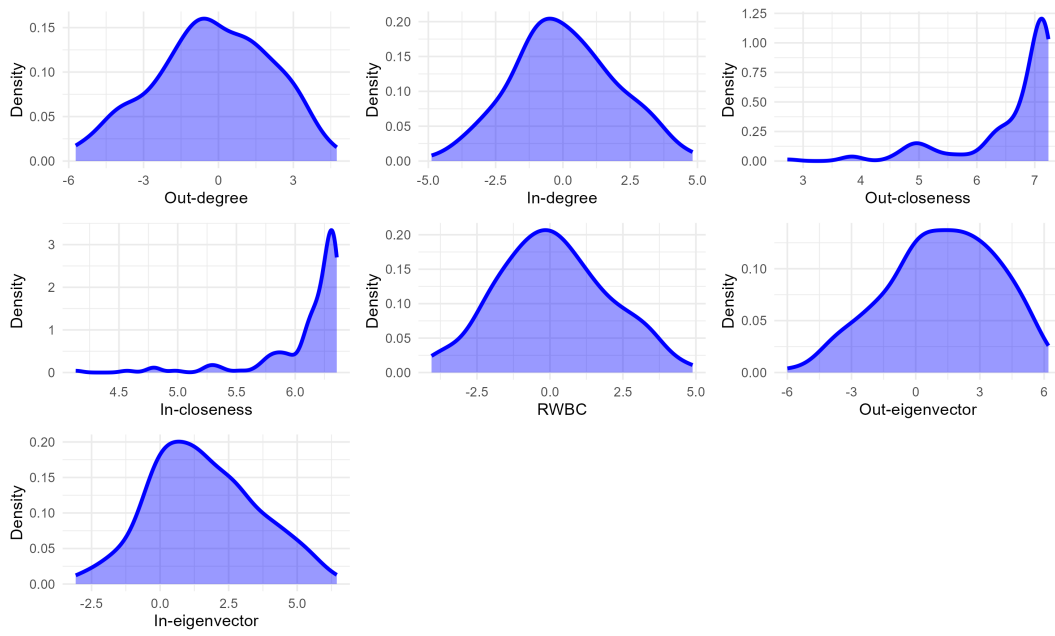 Density
0.15
0.10
0.05
0.00
-6 -3 0 3
Out-degree
Density
0.20
0.15
0.10
0.05
0.00
-5.0 -2.5 0.0 2.5 5.0
In-degree
Density
1.25
1.00
0.75
0.50
0.25
0.00
3 4 5 6 7
Out-closeness
Density
3
2
1
0
4.5 5.0 5.5 6.0
In-closeness
Density
0.20
0.15
0.10
0.05
0.00
-2.5 0.0 2.5 5.0
RWBC
Density
0.10
0.05
0.00
-6 -3 0 3 6
Out-eigenvector
Density
0.20
0.15
0.10
0.05
0.00
-2.5 0.0 2.5 5.0
In-eigenvector